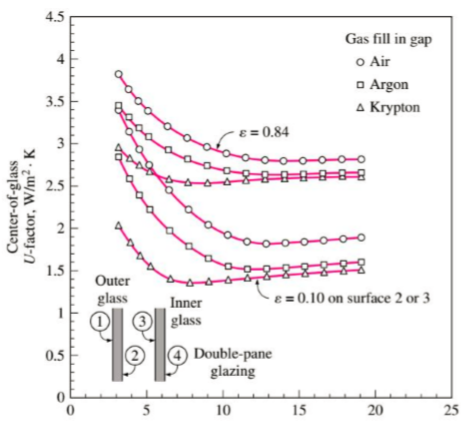 4.5
4
3.5
3
2.5
2
1.5
1
0.5
0
Center-of-glass
U-factor, W/m² · K
Gas fill in gap
Air
Argon
Krypton
ε = 0.84
ε = 0.10 on surface 2 or 3
Outer
glass
Inner
glass
1
3
2
4
Double-pane
glazing
0
5
10
15
20
25